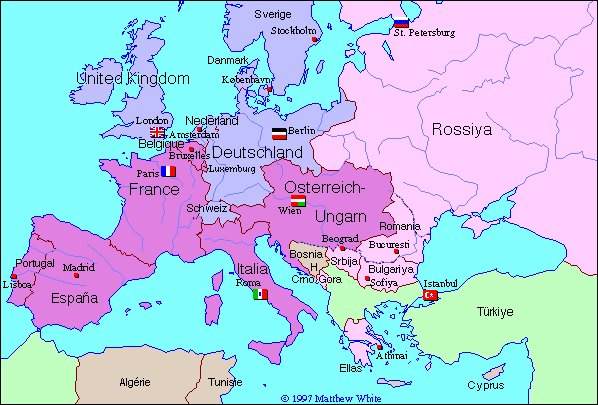 Sverige
Stockholm
St. Petersburg
Danmark
United Kingdom
København
London
Nederland
Amsterdam
Berlin
Rossiya
Belgique
Bruxelles
Deutschland
Paris
Luxemburg
France
Osterreich-
Ungarn
Schweiz
Wien
Romania
Beograd
Bucuresti
Portugal
Madrid
Lisboa
España
Italia
Roma
Bosnia
H.
Srbija
Crno Gora
Bulgariya
Sofiya
Istanbul
Türkiye
Athinai
Ellas
Algérie
Tunisie
Cyprus
© 1997 Matthew White